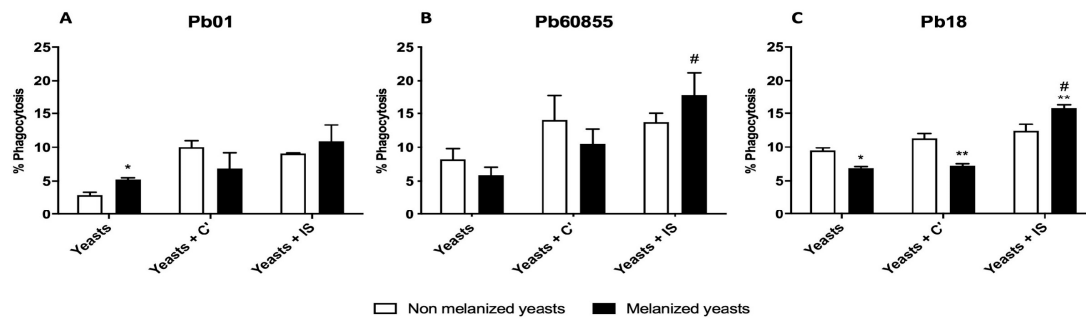 A Pb01
% Phagocytosis
25
20
15
10
5
0
*
Yeasts
Yeasts + C'
Yeasts + IS
B Pb60855
% Phagocytosis
25
20
15
10
5
0
#
Yeasts
Yeasts + C'
Yeasts + IS
C Pb18
% Phagocytosis
25
20
15
10
5
0
*
**
#
**
Yeasts
Yeasts + C'
Yeasts + IS
Non melanized yeasts Melanized yeasts